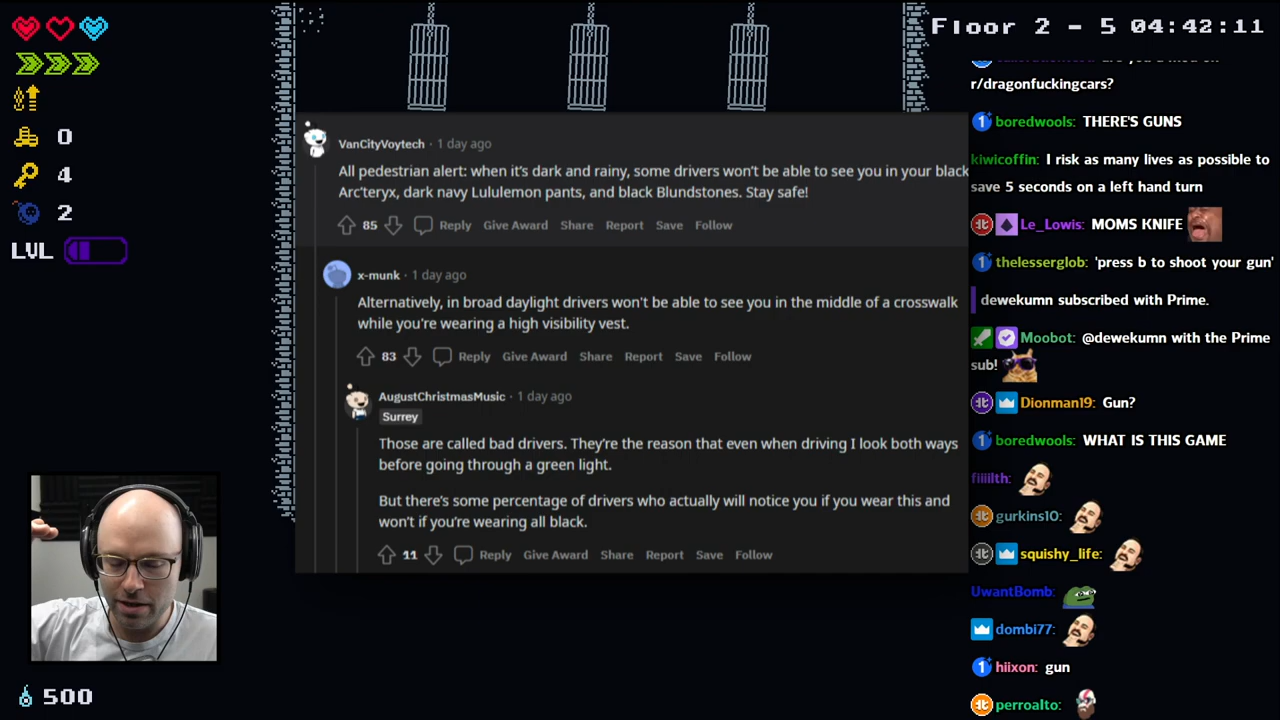 Floor 2 - 5 04:42:11
0
4
2
LVL
500
VanCityVoytech · 1 day ago
All pedestrian alert: when it's dark and rainy, some drivers won't be able to see you in your black
Arc'teryx, dark navy Lululemon pants, and black Blundstones. Stay safe!
85 Reply Give Award Share Report Save Follow
x-munk · 1 day ago
Alternatively, in broad daylight drivers won't be able to see you in the middle of a crosswalk
while you're wearing a high visibility vest.
83 Reply Give Award Share Report Save Follow
AugustChristmasMusic · 1 day ago
Surrey
Those are called bad drivers. They're the reason that even when driving I look both ways
before going through a green light.
But there's some percentage of drivers who actually will notice you if you wear this and
won't if you're wearing all black.
11 Reply Give Award Share Report Save Follow
r/dragonfuckingcars?
boredwools: THERE'S GUNS
kiwicoffin: I risk as many lives as possible to
save 5 seconds on a left hand turn
Le_Lowis: MOMS KNIFE
thelesserglob: 'press b to shoot your gun'
dewekumn subscribed with Prime.
Moobot: @dewekumn with the Prime
sub!
Dionman19: Gun?
boredwools: WHAT IS THIS GAME
fiiiilth:
gurkins10:
squishy_life:
UwantBomb:
dombi77:
hiixon: gun
perroalto: